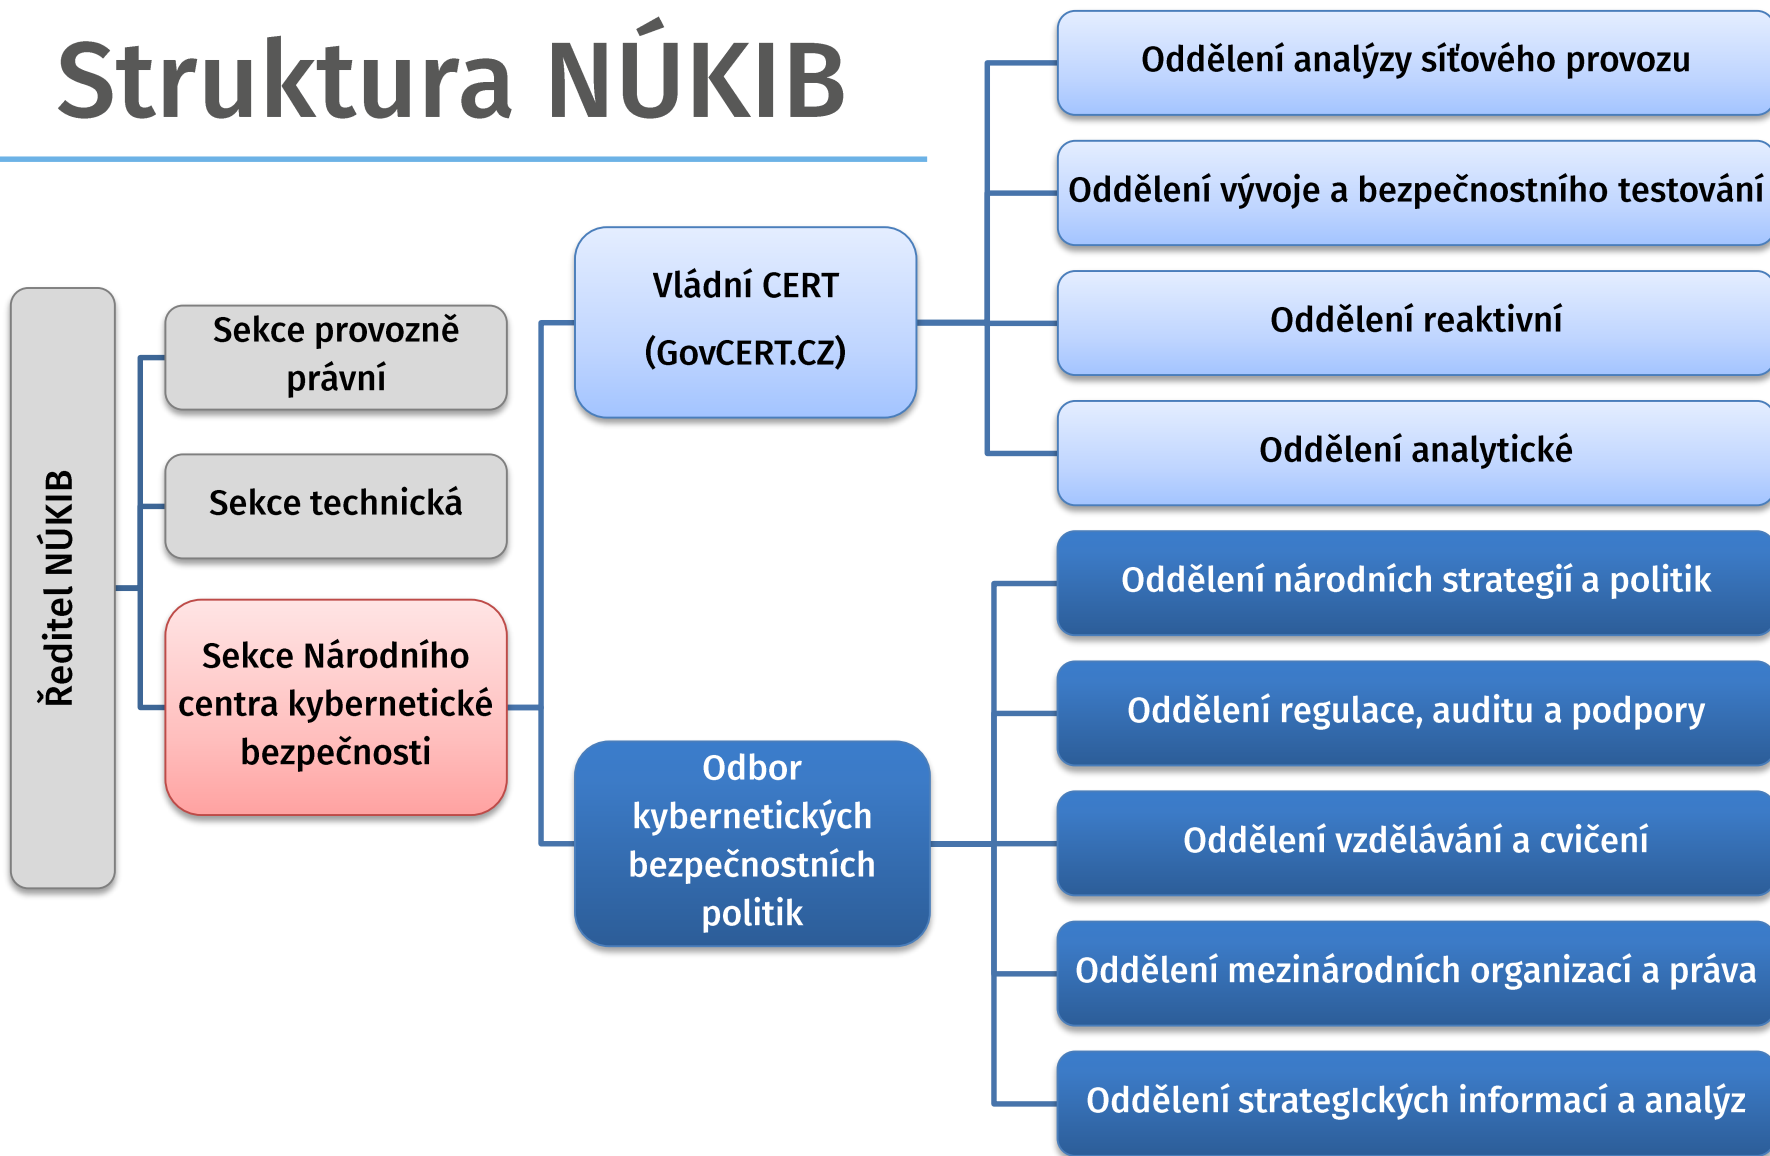 Struktura NÚKIB
Ředitel NÚKIB
Sekce provozně
právní
Sekce technická
Sekce Národního
centra kybernetické
bezpečnosti
Vládní CERT
(GovCERT.CZ)
Odbor
kybernetických
bezpečnostních
politik
Oddělení analýzy síťového provozu
Oddělení vývoje a bezpečnostního testování
Oddělení reaktivní
Oddělení analytické
Oddělení národních strategií a politik
Oddělení regulace, auditu a podpory
Oddělení vzdělávání a cvičení
Oddělení mezinárodních organizací a práva
Oddělení strategIckých informací a analýz